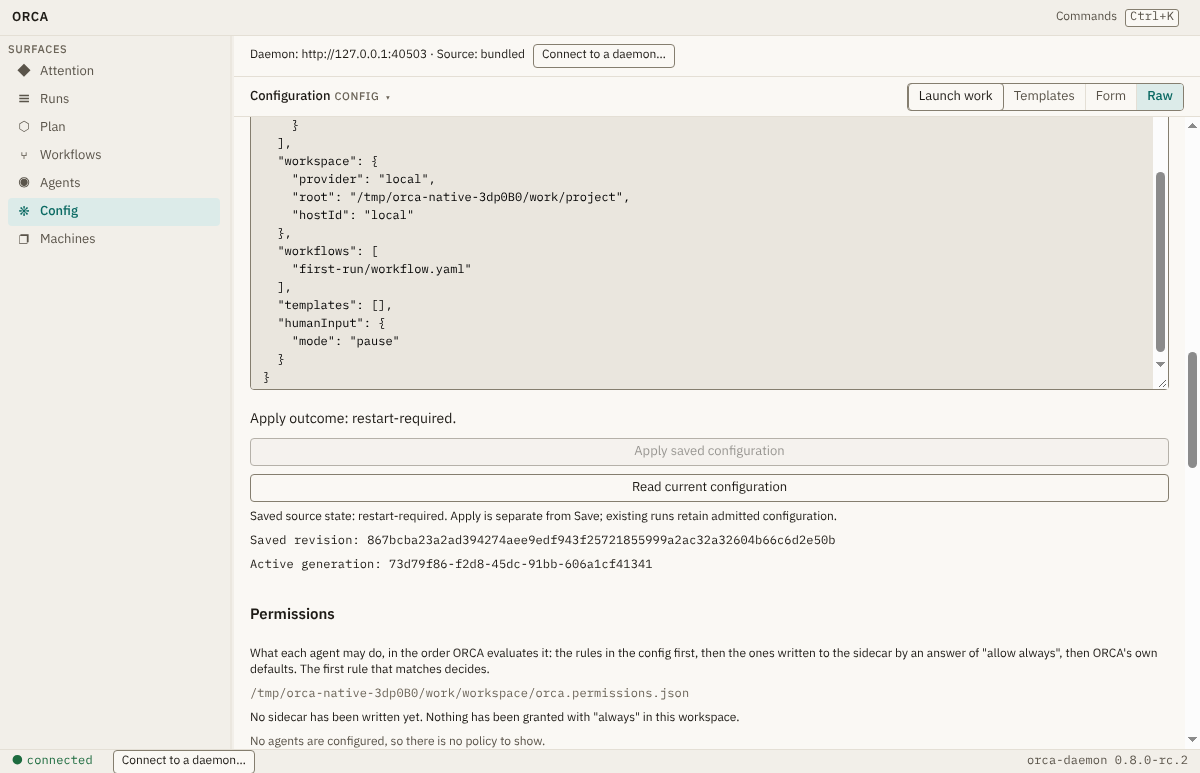 ORCA
Commands Ctrl+K
SURFACES
Attention
Runs
Plan
Workflows
Agents
Config
Machines
Daemon: http://127.0.0.1:40503 · Source: bundled Connect to a daemon...
Configuration CONFIG Launch work Templates Form Raw
}
],
"workspace": {
"provider": "local",
"root": "/tmp/orca-native-3dp0B0/work/project",
"hostId": "local"
},
"workflows": [
"first-run/workflow.yaml"
],
"templates": [],
"humanInput": {
"mode": "pause"
}
}
Apply outcome: restart-required.
Apply saved configuration
Read current configuration
Saved source state: restart-required. Apply is separate from Save; existing runs retain admitted configuration.
Saved revision: 867bcba23a2ad394274aee9edf943f25721855999a2ac32a32604b66c6d2e50b
Active generation: 73d79f86-f2d8-45dc-91bb-606a1cf41341
Permissions
What each agent may do, in the order ORCA evaluates it: the rules in the config first, then the ones written to the sidecar by an answer of "allow always", then ORCA's own
defaults. The first rule that matches decides.
/tmp/orca-native-3dp0B0/work/workspace/orca.permissions.json
No sidecar has been written yet. Nothing has been granted with "always" in this workspace.
No agents are configured, so there is no policy to show.
connected Connect to a daemon... orca-daemon 0.8.0-rc.2